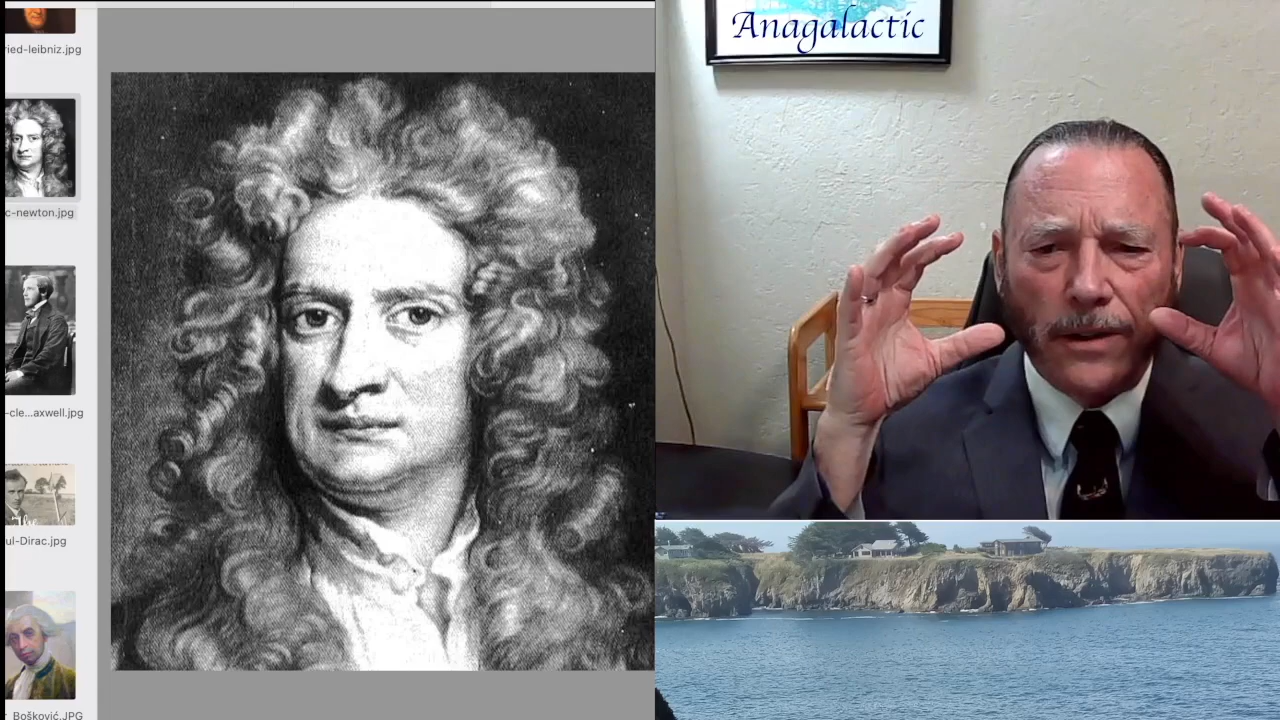 ried-leibniz.jpg
c-newton.jpg
-cle...axwell.jpg
ul-Dirac.jpg
Bošković.JPG
Anagalactic